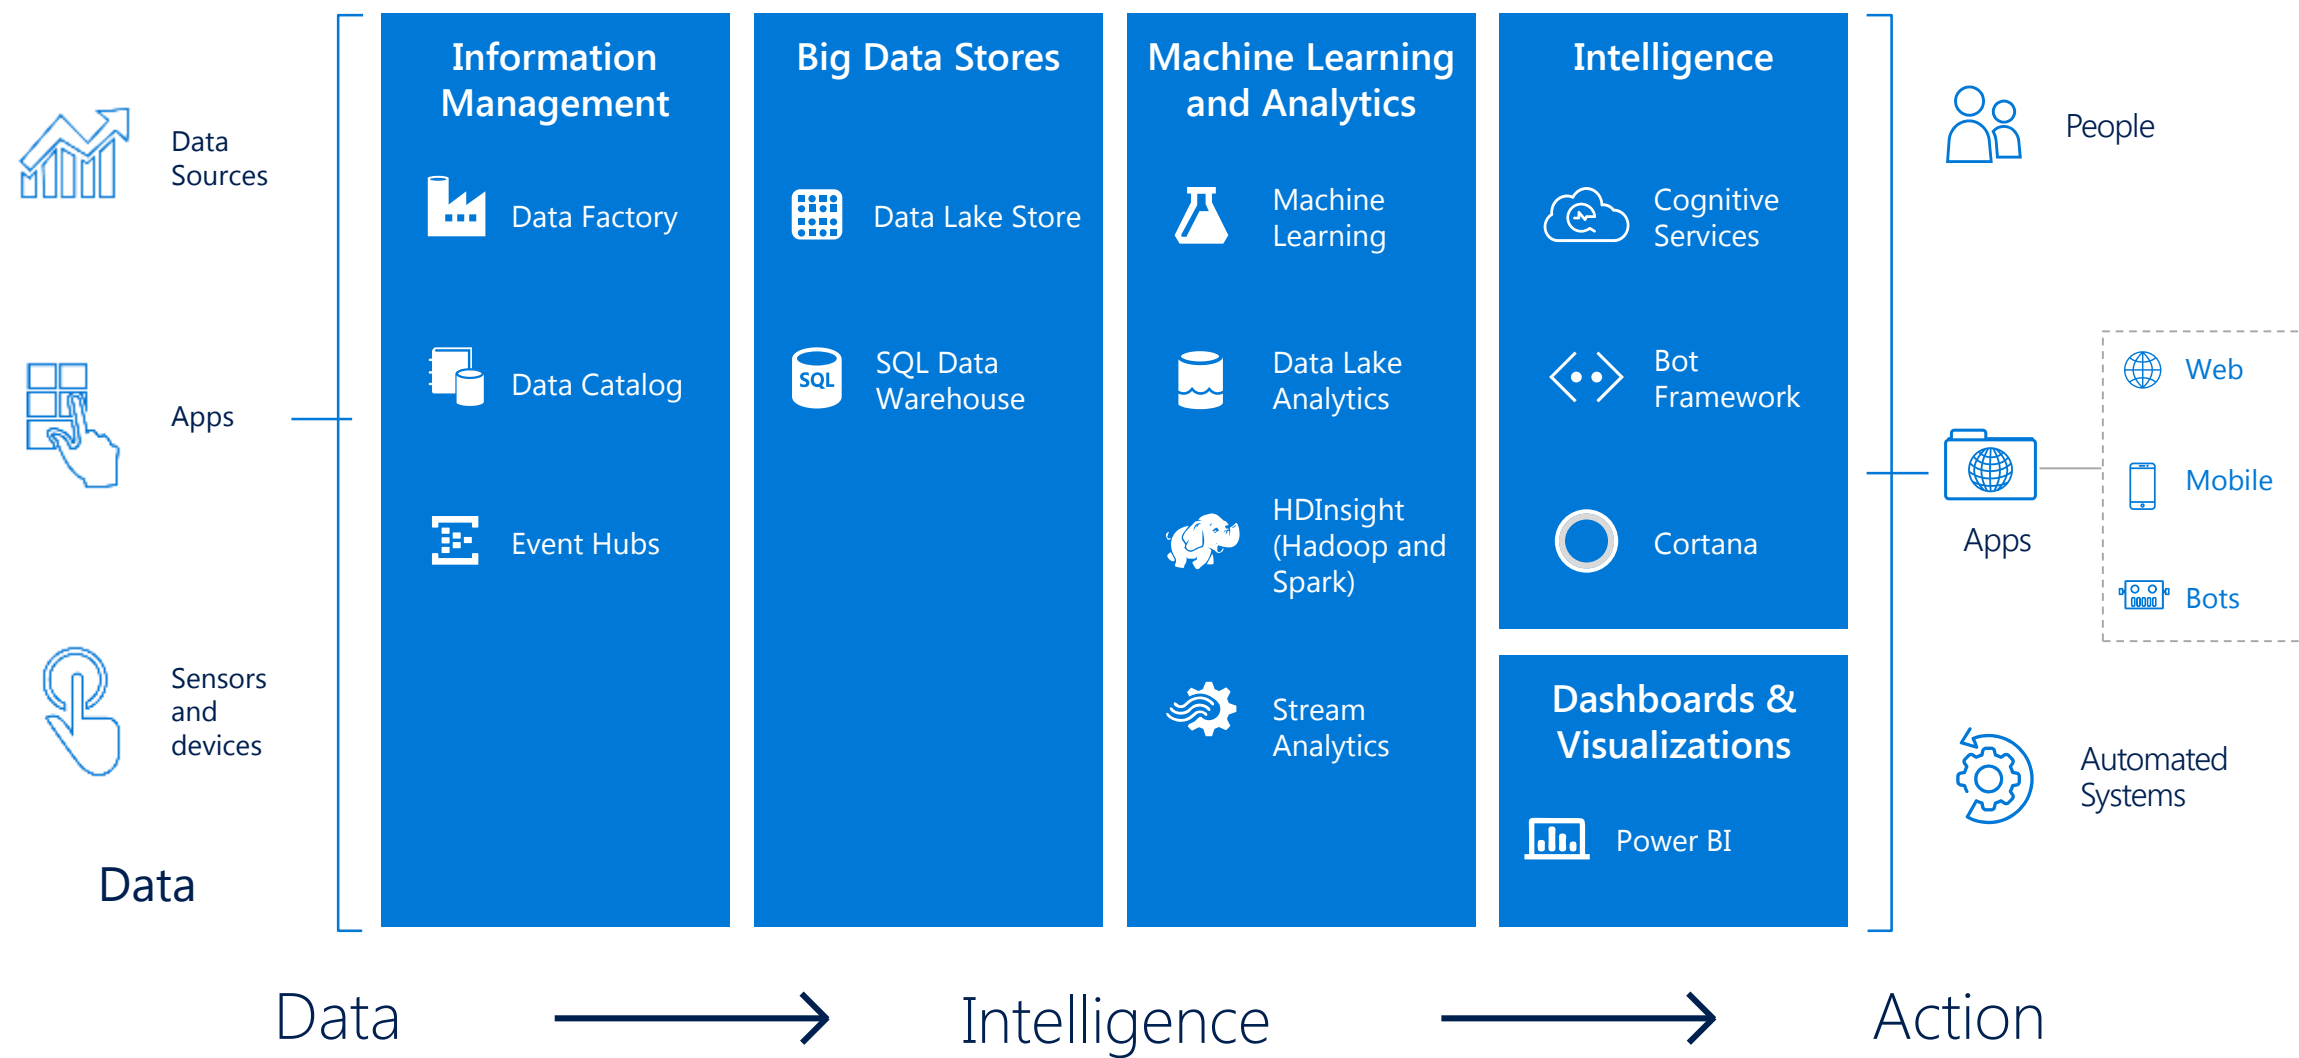 Data
Sources
Apps
Sensors
and
devices
Data
Information
Management
Data Factory
Data Catalog
Event Hubs
Big Data Stores
Data Lake Store
SQL
SQL Data
Warehouse
Machine Learning
and Analytics
Machine
Learning
Data Lake
Analytics
HDInsight
(Hadoop and
Spark)
Stream
Analytics
Intelligence
Cognitive
Services
Bot
Framework
Cortana
Dashboards &
Visualizations
Power BI
People
Apps
Web
Mobile
Bots
Automated
Systems
Data
Intelligence
Action